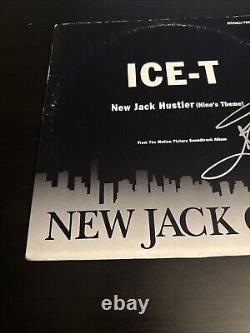 ICE-T
New Jack Hustler (Nino's Theme)
From The Motion Picture Soundtrack Album
NEW JACK C